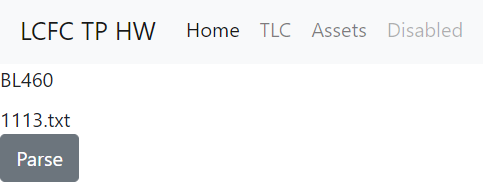 LCFC TP HW Home TLC Assets Disabled
BL460
1113.txt
Parse